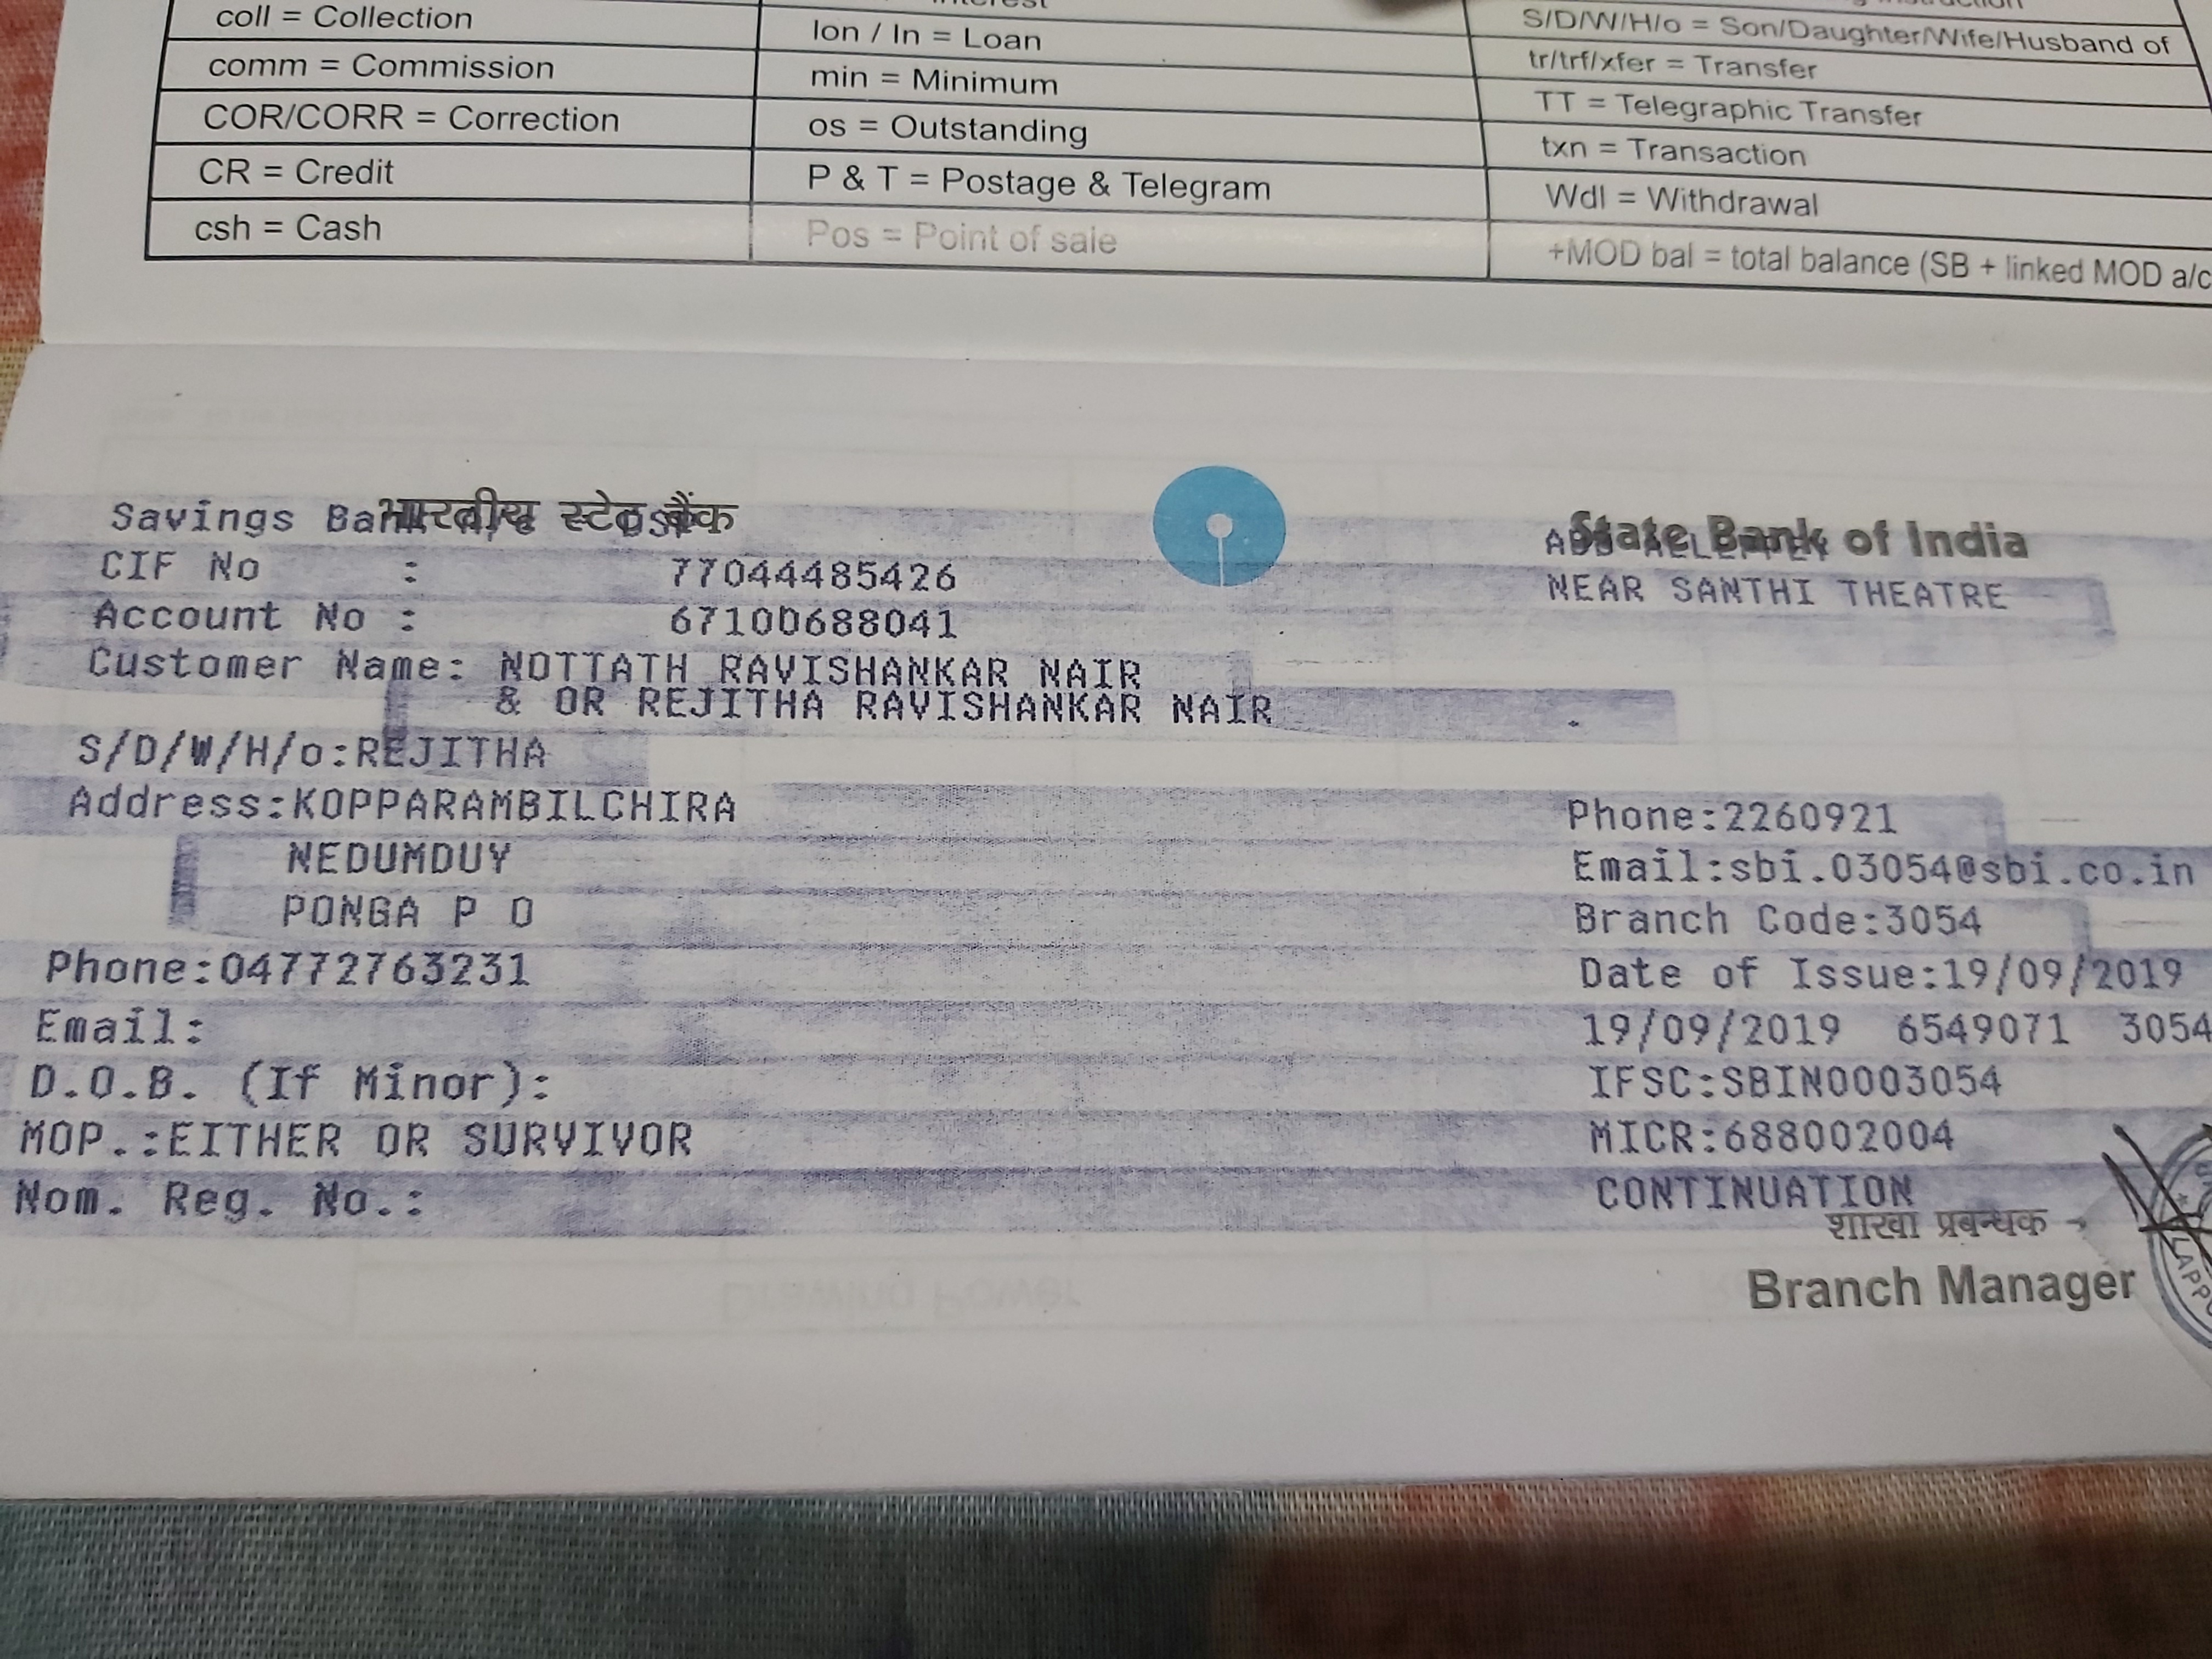 coll = Collection
comm = Commission
COR/CORR = Correction
CR = Credit
csh = Cash
lon / ln = Loan
min = Minimum
os = Outstanding
P & T = Postage & Telegram
Pos = Point of sale
S/D/W/H/o = Son/Daughter/Wife/Husband of
tr/trf/xfer = Transfer
TT = Telegraphic Transfer
txn = Transaction
Wdl = Withdrawal
+MOD bal = total balance (SB + linked MOD a/c
भारतीय स्टेट बैंक
State Bank of India
Savings
CIF No : 77044485426
Account No : 67100688041
Customer Name: NOTTATH RAVISHANKAR NAIR
& OR REJITHA RAVISHANKAR NAIR
S/D/W/H/o:REJITHA
Address:KOPPARAMBILCHIRA
NEDUMDUY
PONGA P O
Phone:04772763231
Email:
D.O.B. (If Minor):
MOP.:EITHER OR SURVIVOR
Nom. Reg. No.:
NEAR SANTHI THEATRE
Phone:2260921
Email:sbi.03054@sbi.co.in
Branch Code:3054
Date of Issue:19/09/2019
19/09/2019 6549071 3054
IFSC:SBIN0003054
MICR:688002004
CONTINUATION
शाखा प्रबन्धक
Branch Manager